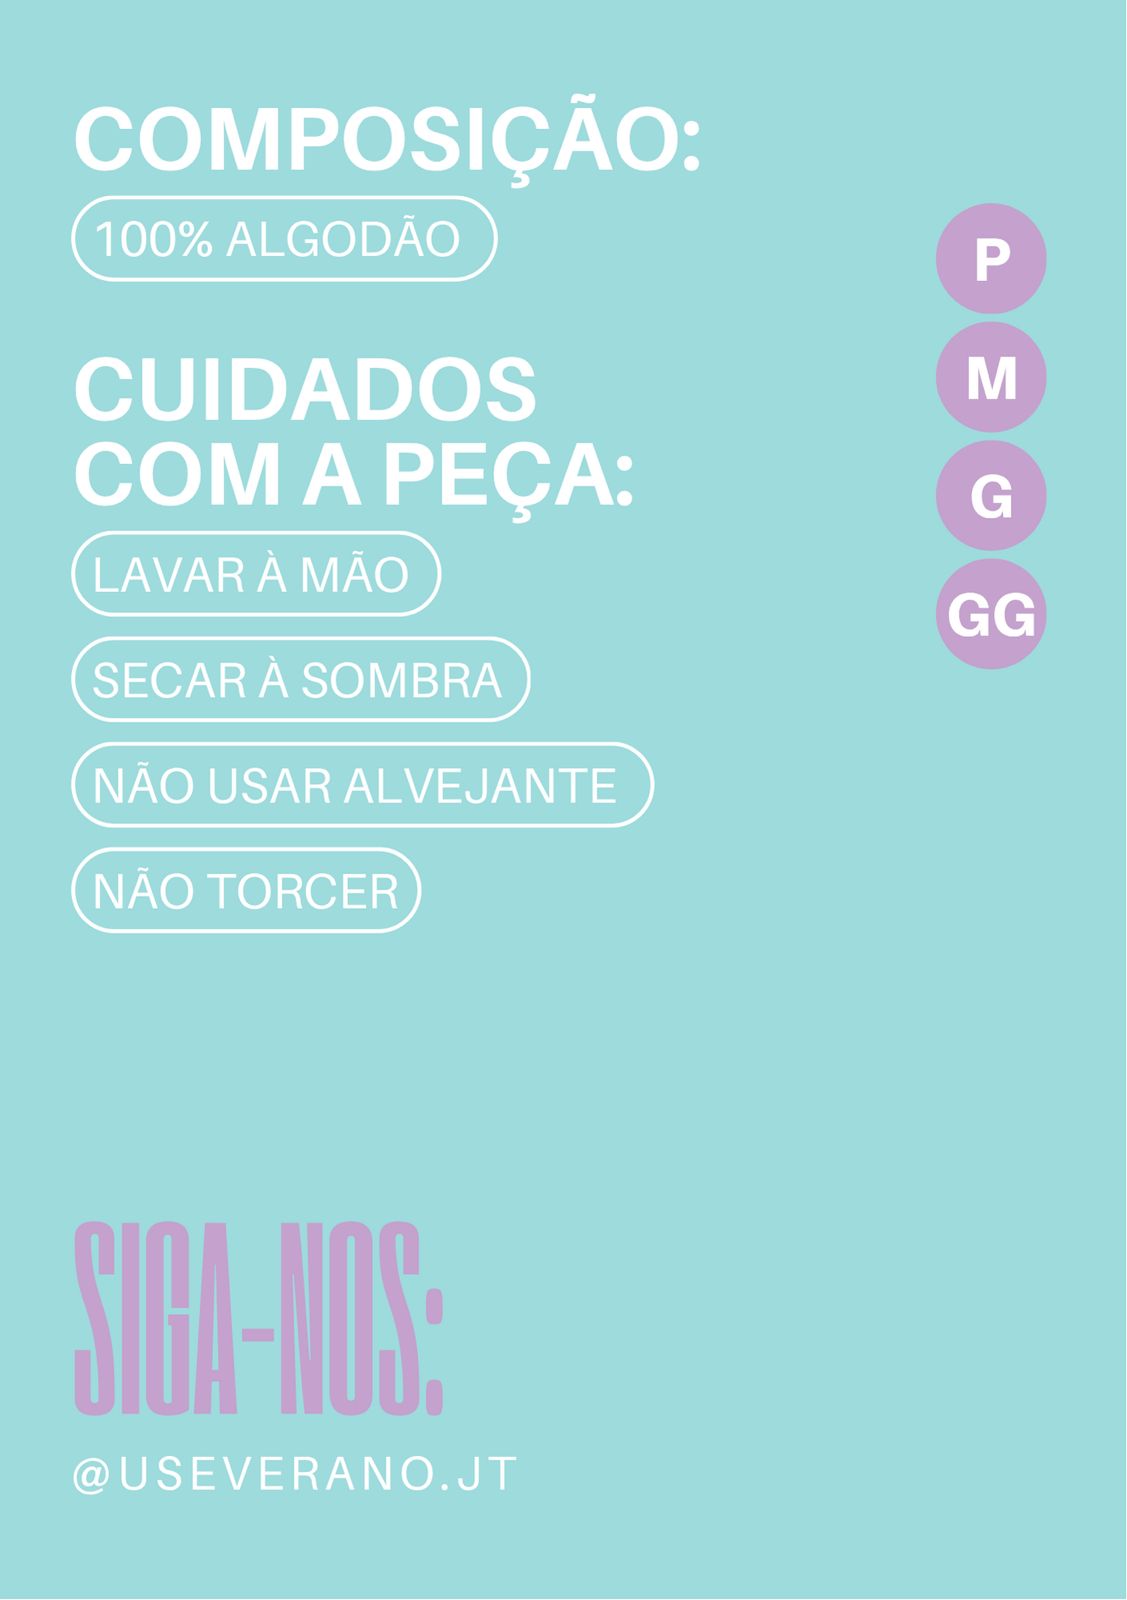 COMPOSIÇÃO:
100% ALGODÃO
CUIDADOS
COM A PEÇA:
LAVAR À MÃO
SECAR À SOMBRA
NÃO USAR ALVEJANTE
NÃO TORCER
P
M
G
GG
SIGA-NOS:
@USEVERANO.JT